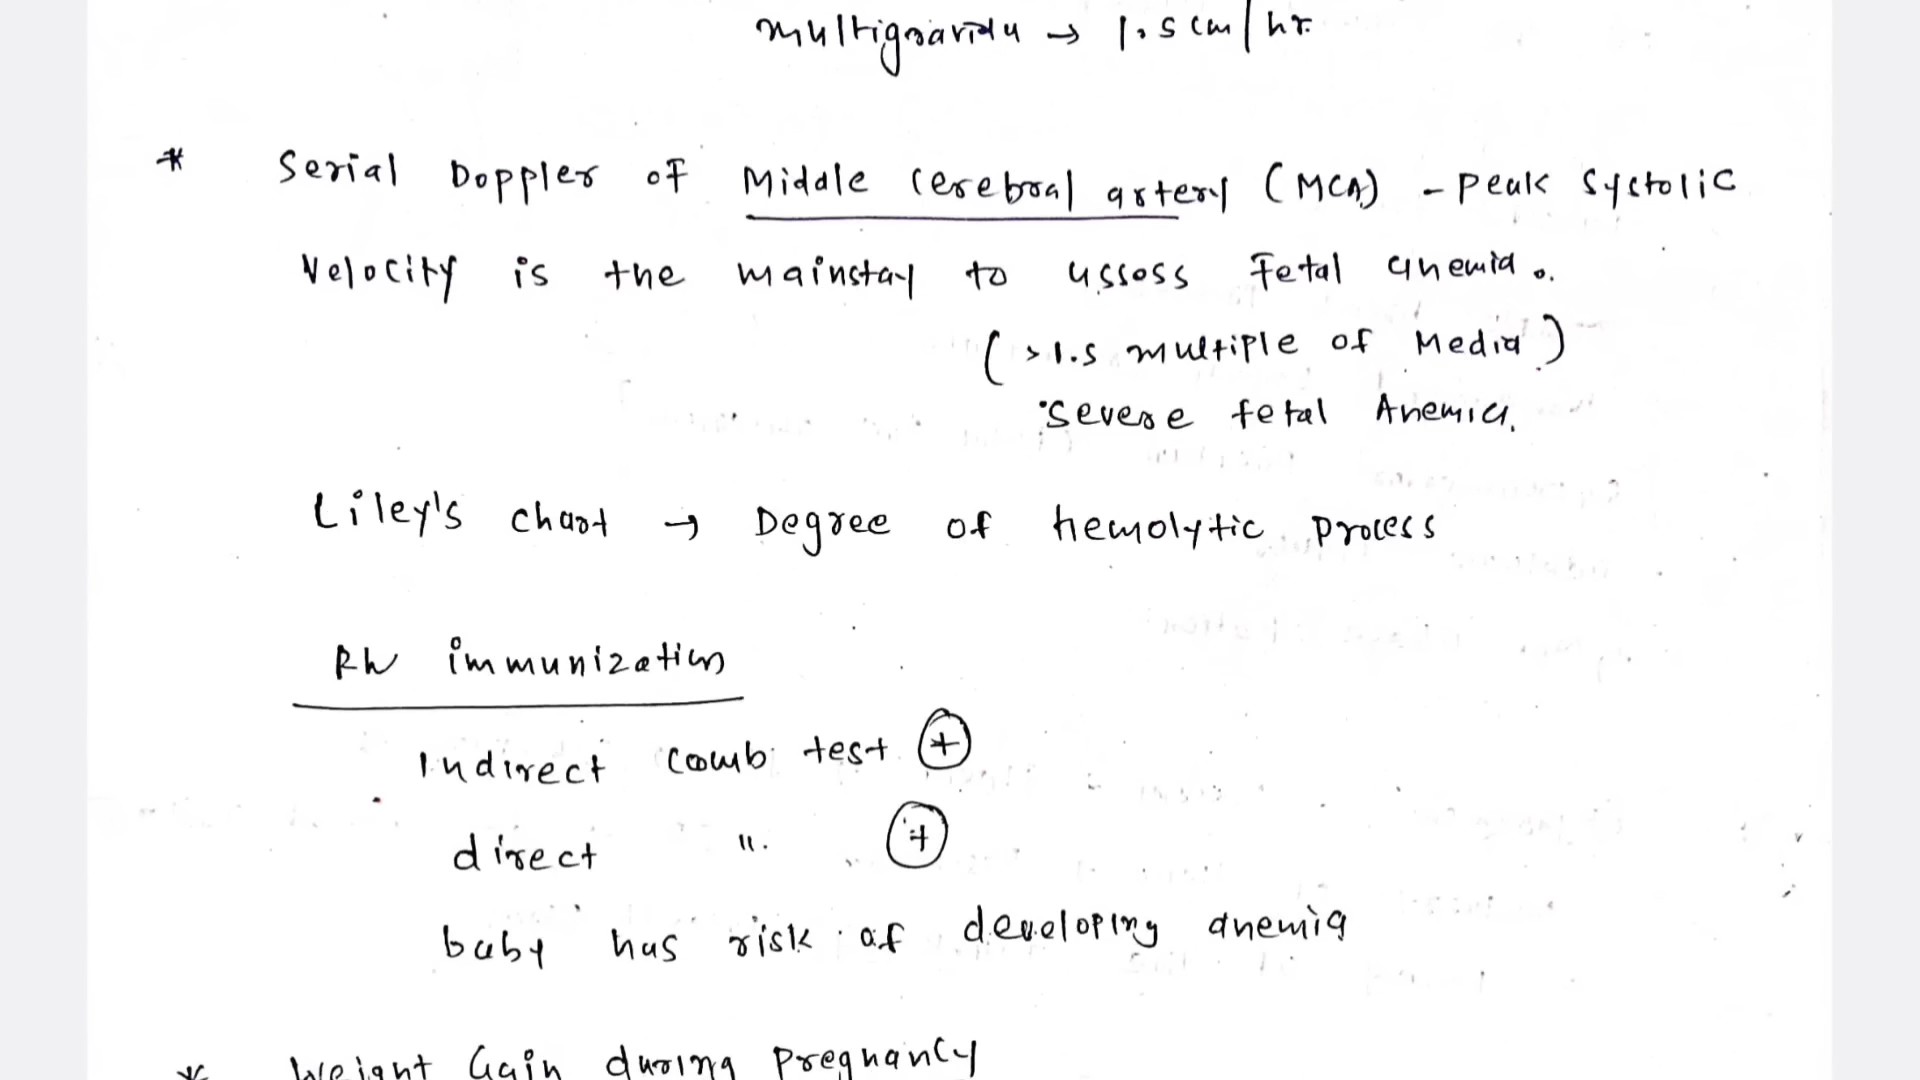 multigravida → 1.5 cm/hr.
* Serial Doppler of Middle cerebral artery (MCA) - Peak Systolic
Velocity is the mainstay to assess Fetal anemia.
( >1.5 multiple of Media )
Severe fetal Anemia.
Liley's chart → Degree of hemolytic process
Rh immunization
Indirect comb test (+)
direct " (+)
baby has risk of developing anemia
* Weight Gain during Pregnancy